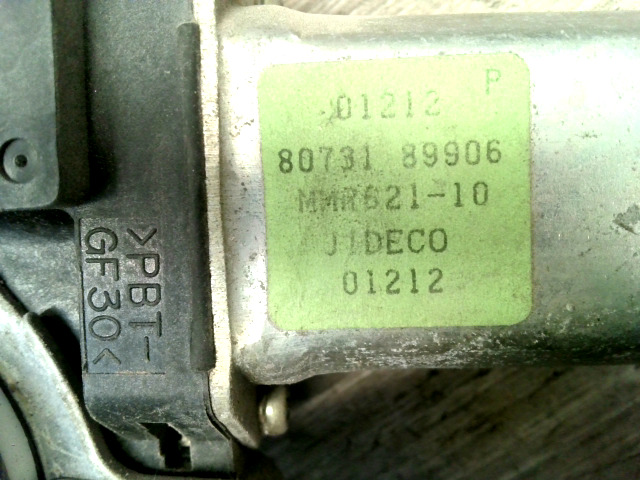 P
01212
80731 89906
MMR621-10
JIDECO
01212
>PBT-
GF30<